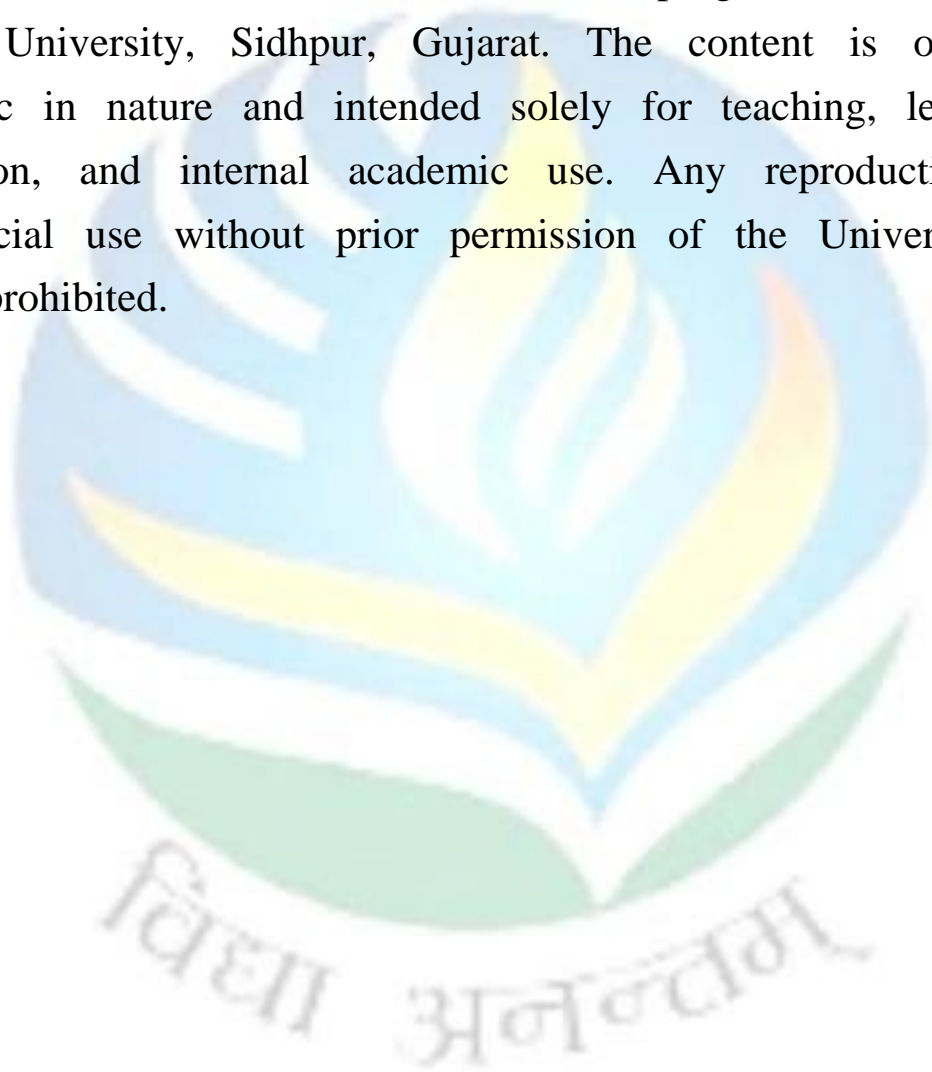 University, Sidhpur, Gujarat. The content is o
c in nature and intended solely for teaching, le
on, and internal academic use. Any reproducti
cial use without prior permission of the Univer
prohibited.
विद्या अनन्तम्